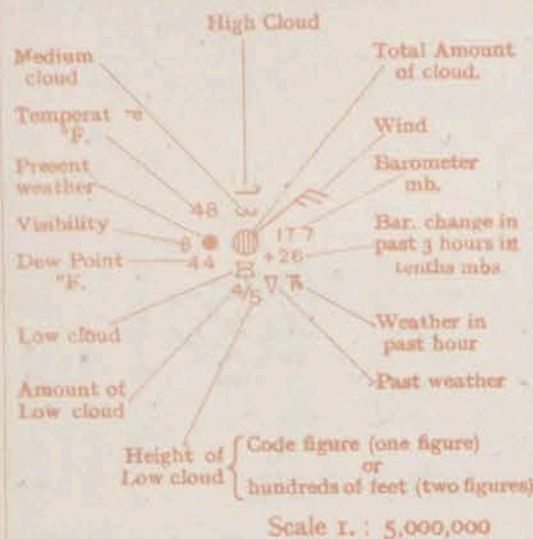 High Cloud
Medium
cloud
Total Amount
of cloud.
Temperat re
°F.
Wind
Present
weather
Barometer
mb.
48
Visibility
8
177
Bar. change in
past 3 hours in
tenths mbs
Dew Point
°F.
44
+26
4/5
Low cloud
Weather in
past hour
Amount of
Low cloud
Past weather
Height of
Low cloud
Code figure (one figure)
or
hundreds of feet (two figures)
Scale 1. : 5,000,000